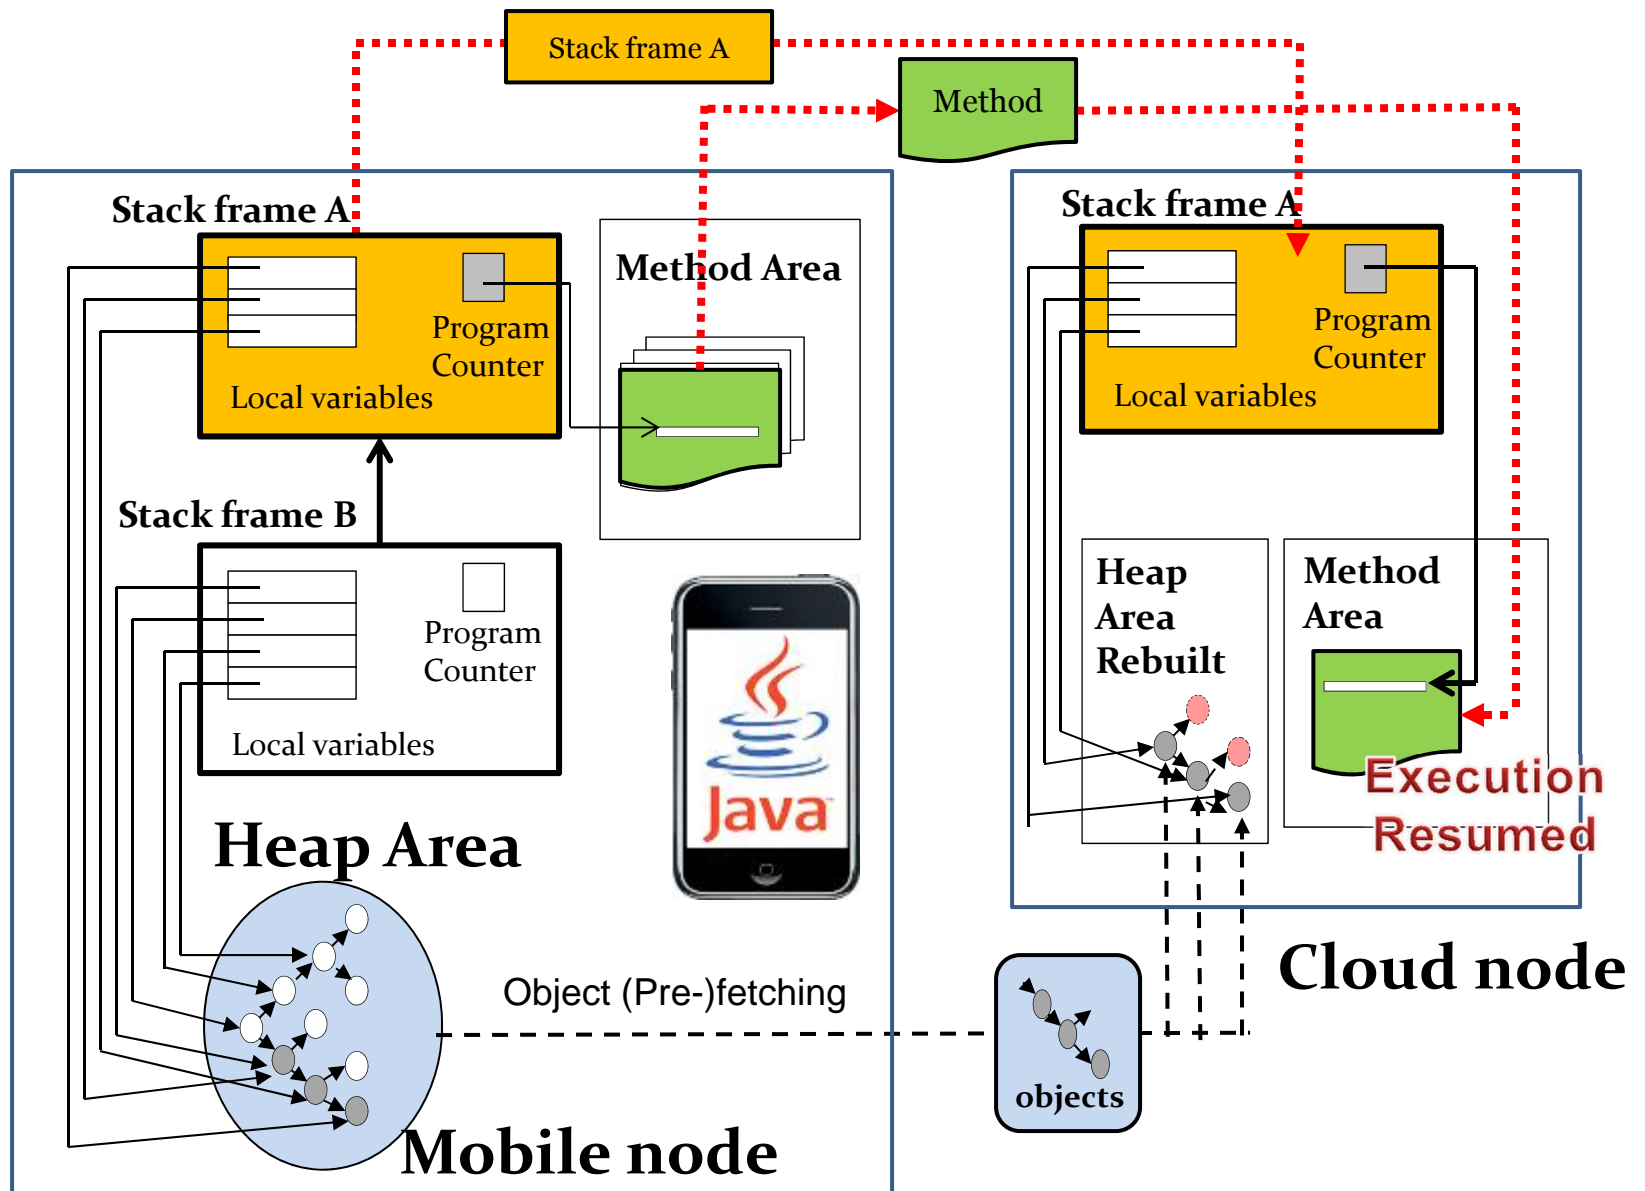 Stack frame A
Method
Stack frame A
Method Area
Program
Counter
Local variables
Stack frame B
Program
Counter
Local variables
Java
Heap Area
Object (Pre-)fetching
Mobile node
Stack frame A
Program
Counter
Local variables
Heap
Area
Rebuilt
Method
Area
Execution
Resumed
Cloud node
objects